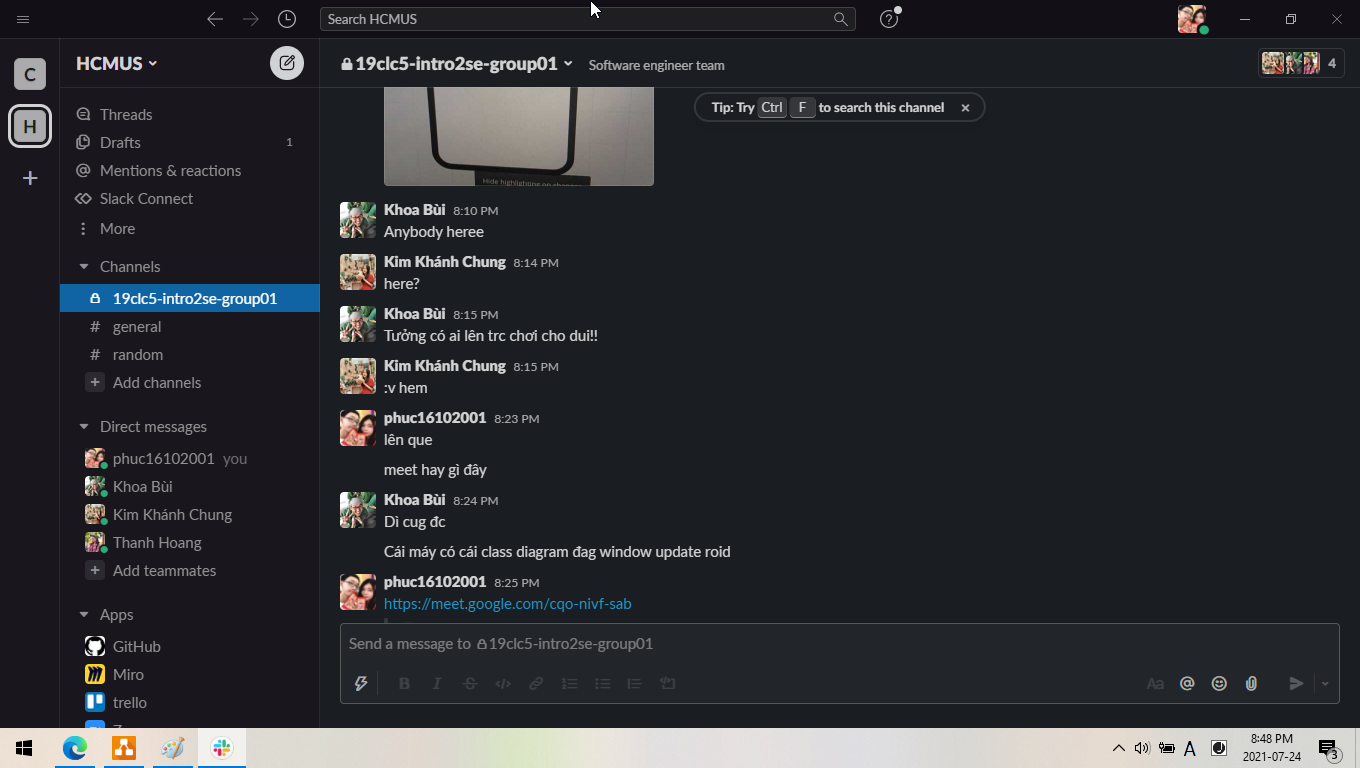 Search HCMUS
C
HCMUS
19clc5-intro2se-group01
Software engineer team
4
H
Threads
Drafts
1
Mentions & reactions
Slack Connect
More
Channels
19clc5-intro2se-group01
# general
# random
+ Add channels
Direct messages
phuc16102001 you
Khoa Bùi
Kim Khánh Chung
Thanh Hoang
+ Add teammates
Apps
GitHub
Miro
trello
Tip: Try Ctrl F to search this channel
Hide highlighting on changes
Khoa Bùi 8:10 PM
Anybody heree
Kim Khánh Chung 8:14 PM
here?
Khoa Bùi 8:15 PM
Tưởng có ai lên trc chơi cho dui!!
Kim Khánh Chung 8:15 PM
:v hem
phuc16102001 8:23 PM
lên que
meet hay gì đây
Khoa Bùi 8:24 PM
Dì cug đc
Cái máy có cái class diagram đag window update roid
phuc16102001 8:25 PM
https://meet.google.com/cqo-nivf-sab
Send a message to 19clc5-intro2se-group01
B I S </>
Aa @
A
8:48 PM
2021-07-24
3